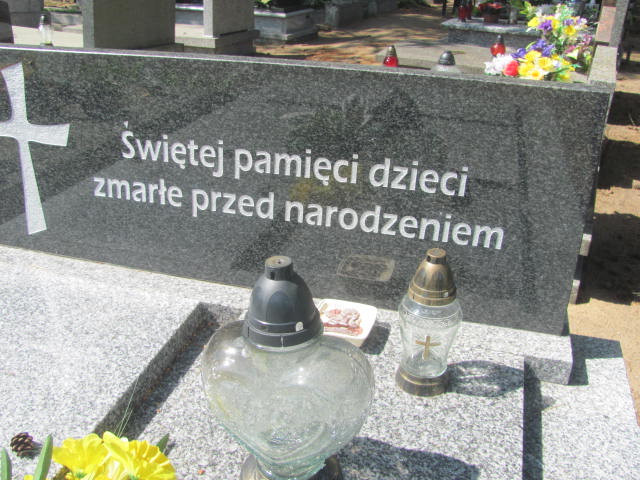 Świętej pamięci dzieci
zmarłe przed narodzeniem